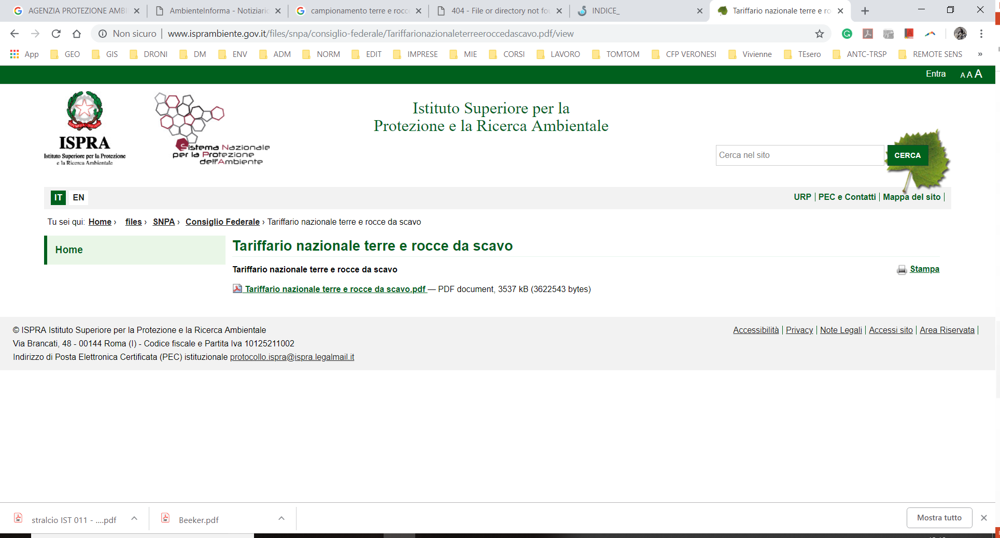 AGENZIA PROTEZIONE AMBI
AmbienteInforma - Notiziario
campionamento terre e rocce
404 - File or directory not fou
INDICE_
Tariffario nazionale terre e ro
Non sicuro | www.isprambiente.gov.it/files/snpa/consiglio-federale/Tariffarionazionaleterreeroccedascavo.pdf/view
App GEO GIS DRONI DM ENV ADM NORM EDIT IMPRESE MIE CORSI LAVORO TOMTOM CFP VERONESI Vivienne TEsero ANTC-TRSP REMOTE SENS »
Entra A A A
ISPRA
Istituto Superiore per la Protezione
e la Ricerca Ambientale
Sistema Nazionale
per la Protezione
dell'Ambiente
Istituto Superiore per la
Protezione e la Ricerca Ambientale
Cerca nel sito CERCA
IT EN
URP | PEC e Contatti | Mappa del sito |
Tu sei qui: Home › files › SNPA › Consiglio Federale › Tariffario nazionale terre e rocce da scavo
Home
Tariffario nazionale terre e rocce da scavo
Tariffario nazionale terre e rocce da scavo
Stampa
Tariffario nazionale terre e rocce da scavo.pdf — PDF document, 3537 kB (3622543 bytes)
© ISPRA Istituto Superiore per la Protezione e la Ricerca Ambientale
Via Brancati, 48 - 00144 Roma (I) - Codice fiscale e Partita Iva 10125211002
Indirizzo di Posta Elettronica Certificata (PEC) istituzionale protocollo.ispra@ispra.legalmail.it
Accessibilità | Privacy | Note Legali | Accessi sito | Area Riservata |
stralcio IST 011 - ....pdf
Beeker.pdf
Mostra tutto